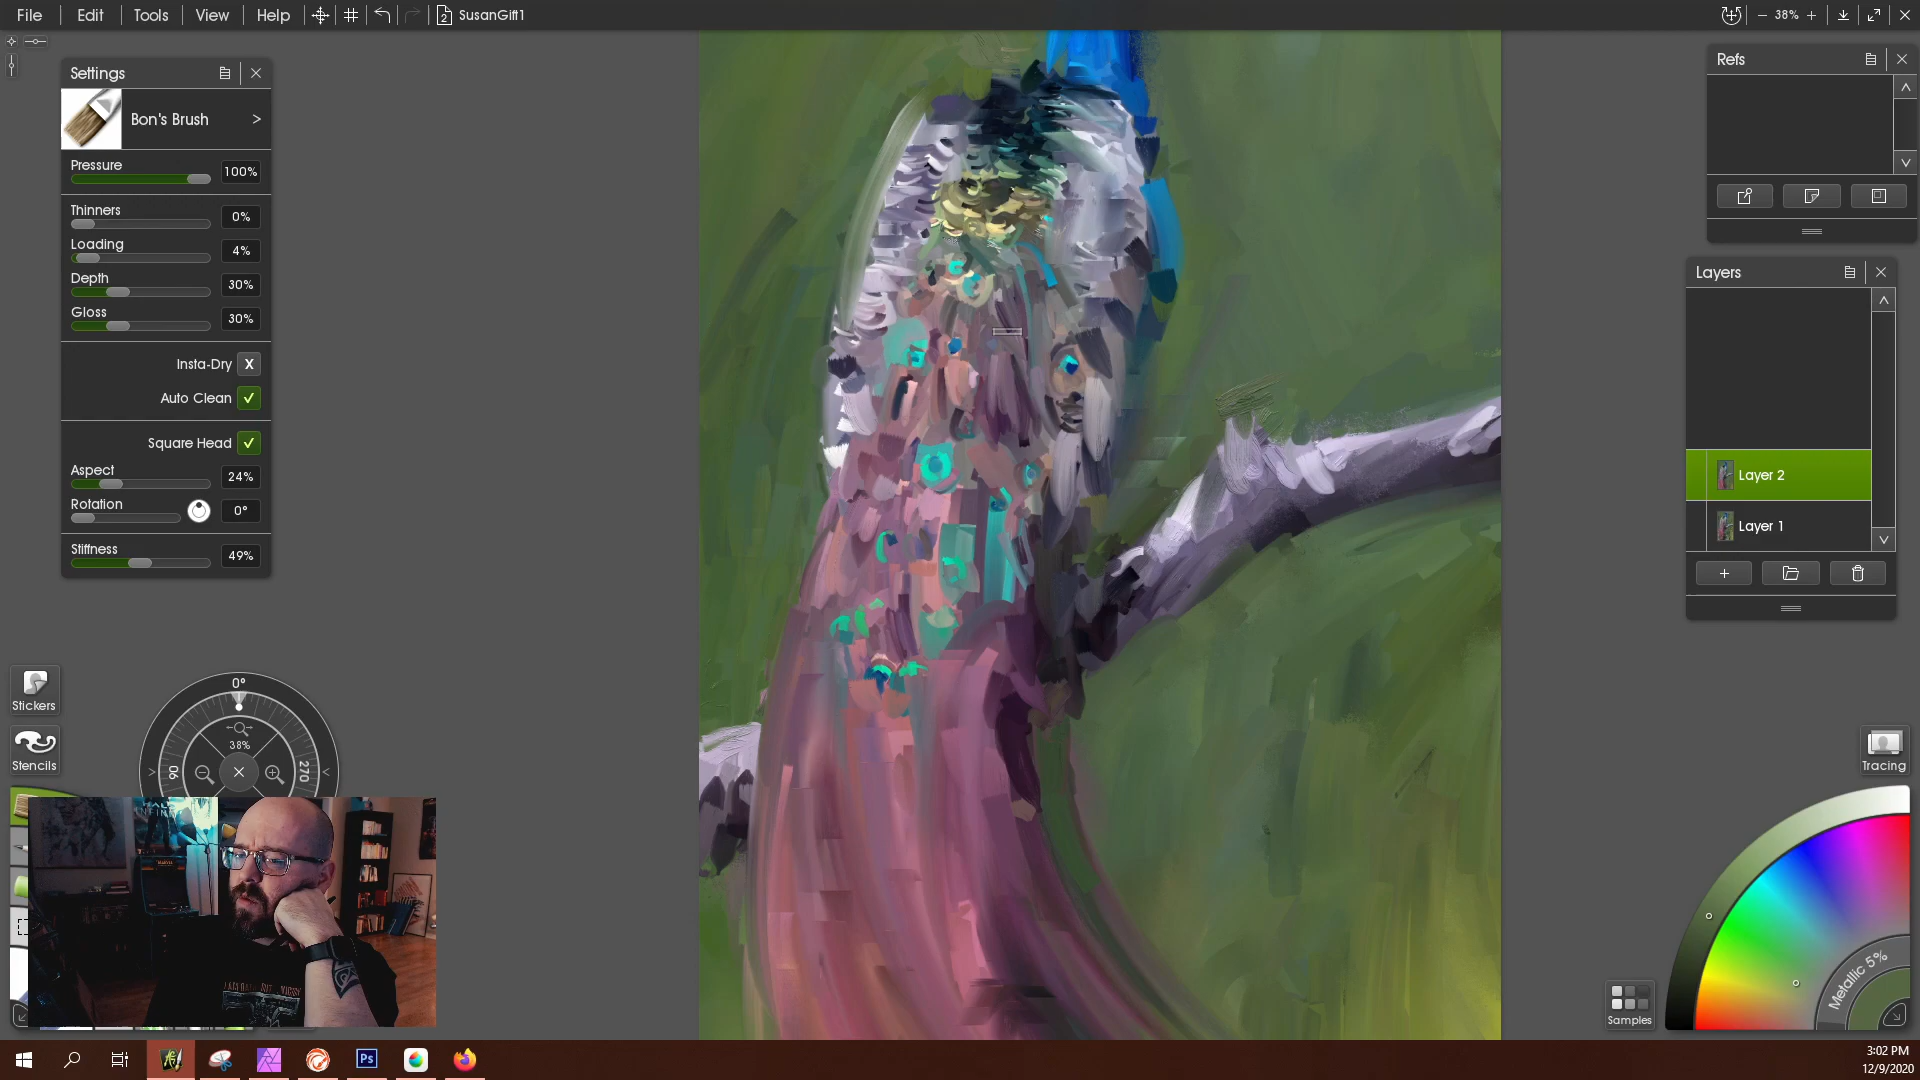 File Edit Tools View Help 2 SusanGift1 38%
Settings
Bon's Brush >
Pressure 100%
Thinners 0%
Loading 4%
Depth 30%
Gloss 30%
Insta-Dry X
Auto Clean
Square Head
Aspect 24%
Rotation 0°
Stiffness 49%
Refs
Layers
Layer 2
Layer 1
Stickers
Stencils
0°
38%
90
270
Tracing
Metallic 5%
Samples
Ps
3:02 PM
12/9/2020